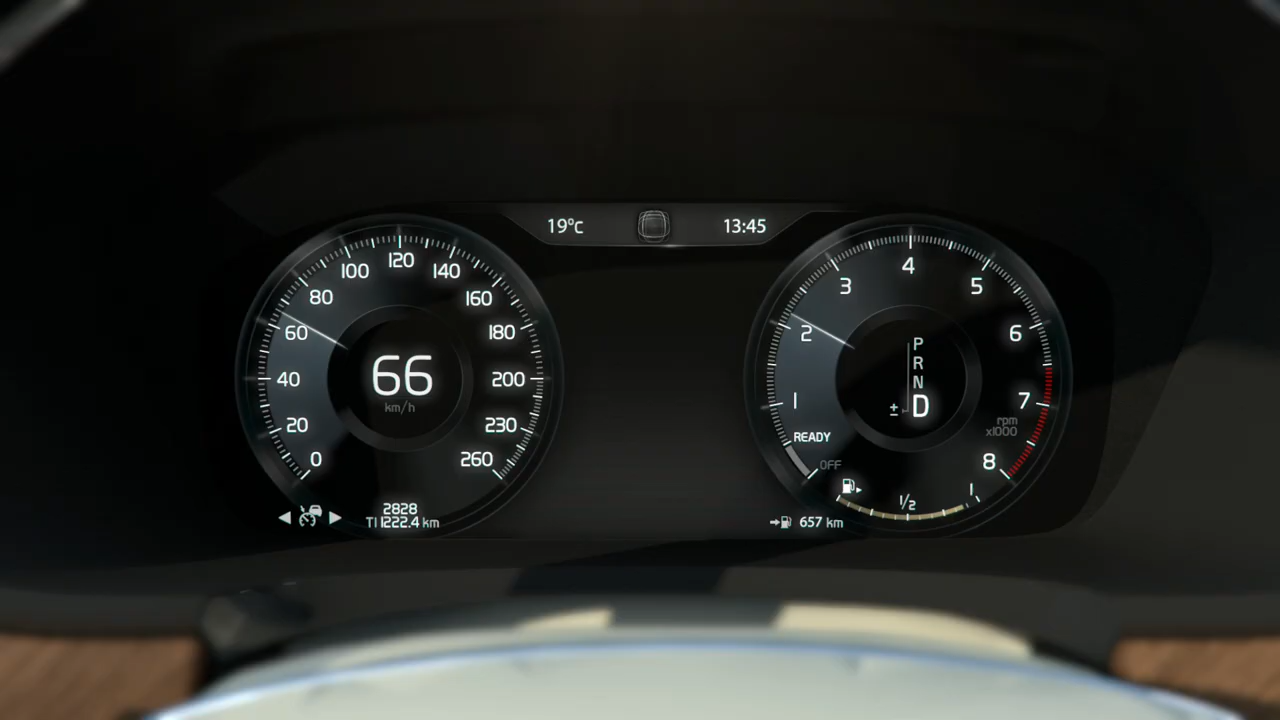 19°C
13:45
0
20
40
60
80
100
120
140
160
180
200
230
260
66
km/h
2828
T1 1222.4 km
OFF
READY
1
2
3
4
5
6
7
8
rpm
x1000
P
R
N
± D
1/2
1
657 km